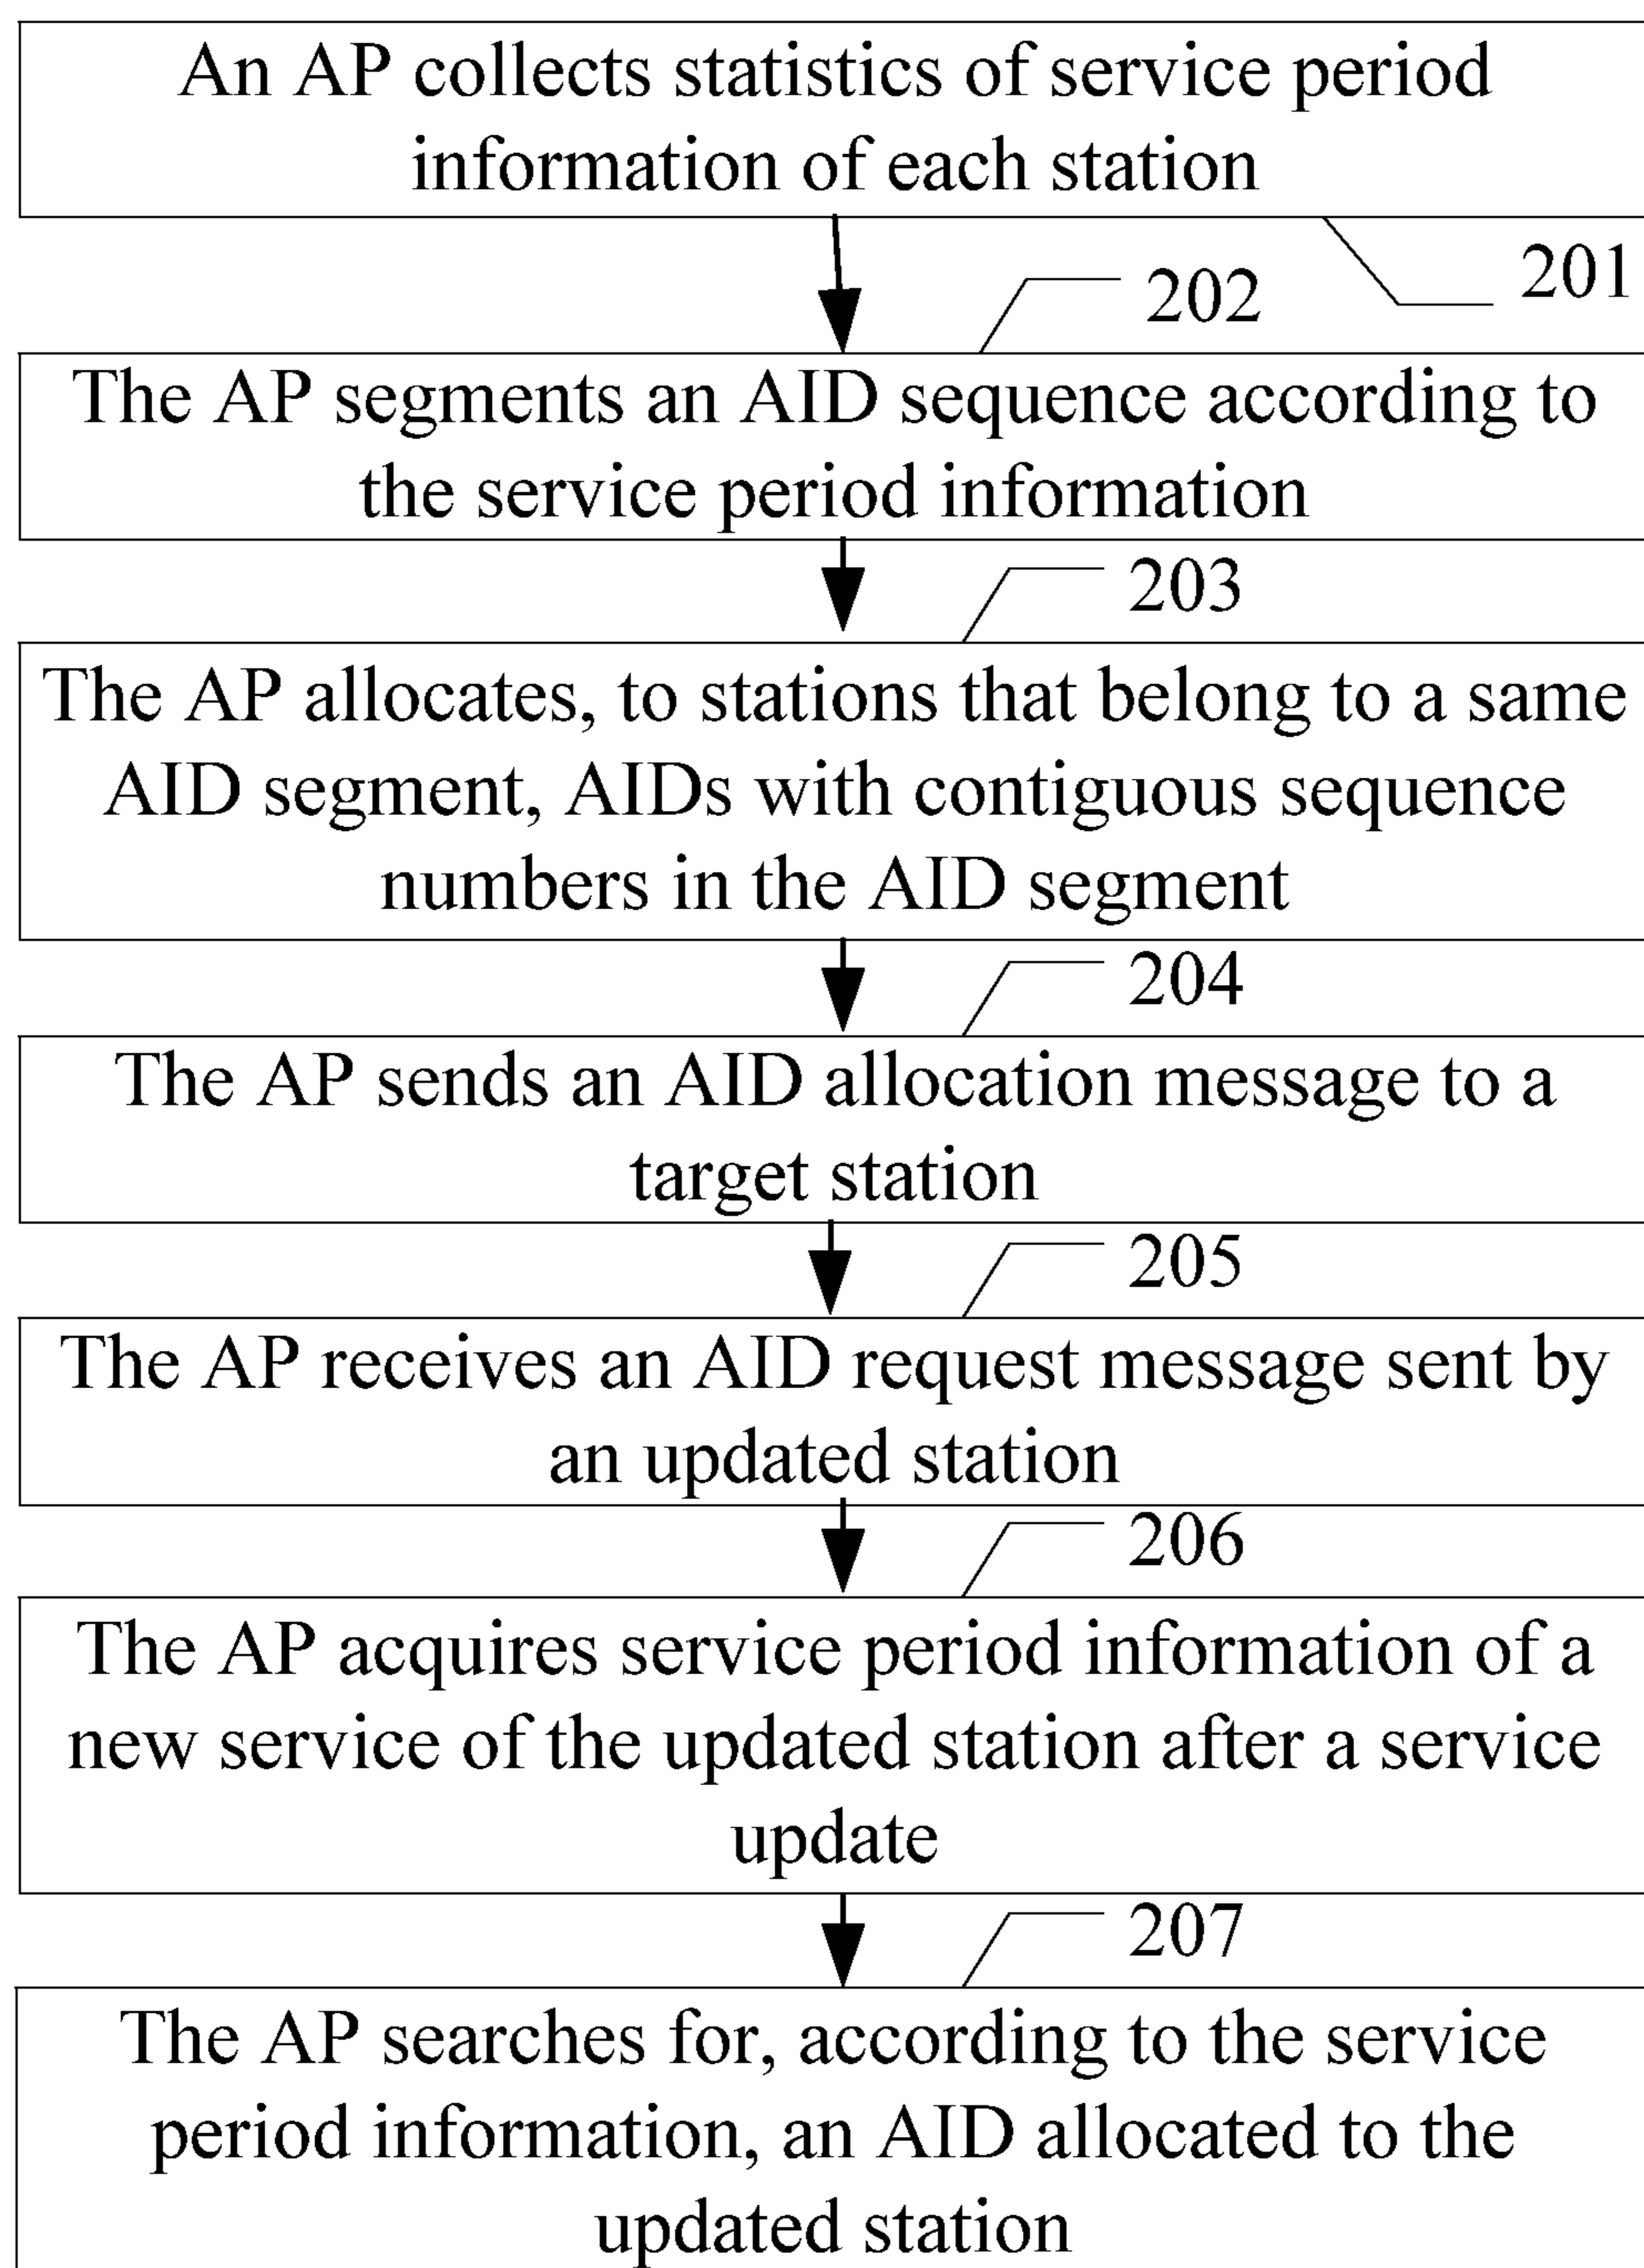 An AP collects statistics of service period
information of each station
201
202
The AP segments an AID sequence according to
the service period information
203
The AP allocates, to stations that belong to a same
AID segment, AIDs with contiguous sequence
numbers in the AID segment
204
The AP sends an AID allocation message to a
target station
205
The AP receives an AID request message sent by
an updated station
206
The AP acquires service period information of a
new service of the updated station after a service
update
207
The AP searches for, according to the service
period information, an AID allocated to the
updated station